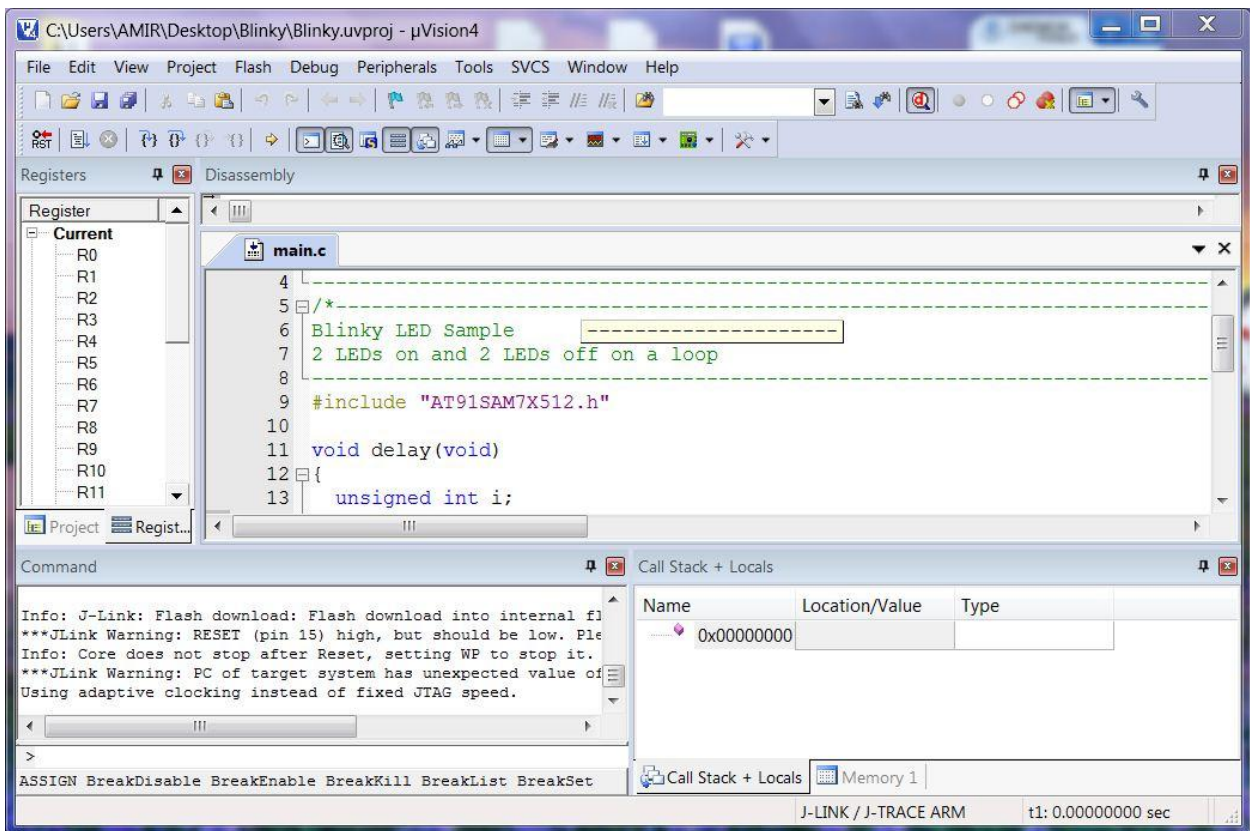 C:\Users\AMIR\Desktop\Blinky\Blinky.uvproj - µVision4
File Edit View Project Flash Debug Peripherals Tools SVCS Window Help
RST
Registers
Disassembly
Register
Current
R0
R1
R2
R3
R4
R5
R6
R7
R8
R9
R10
R11
Project Regist...
main.c
4 ----------------------------------------------------------------------------
5 /*--------------------------------------------------------------------------
6 Blinky LED Sample ---------------------
7 2 LEDs on and 2 LEDs off on a loop
8 ----------------------------------------------------------------------------
9 #include "AT91SAM7X512.h"
10
11 void delay(void)
12 {
13 unsigned int i;
Command
Info: J-Link: Flash download: Flash download into internal fl
***JLink Warning: RESET (pin 15) high, but should be low. Ple
Info: Core does not stop after Reset, setting WP to stop it.
***JLink Warning: PC of target system has unexpected value of
Using adaptive clocking instead of fixed JTAG speed.
>
ASSIGN BreakDisable BreakEnable BreakKill BreakList BreakSet
Call Stack + Locals
Name Location/Value Type
0x00000000
Call Stack + Locals Memory 1
J-LINK / J-TRACE ARM t1: 0.00000000 sec